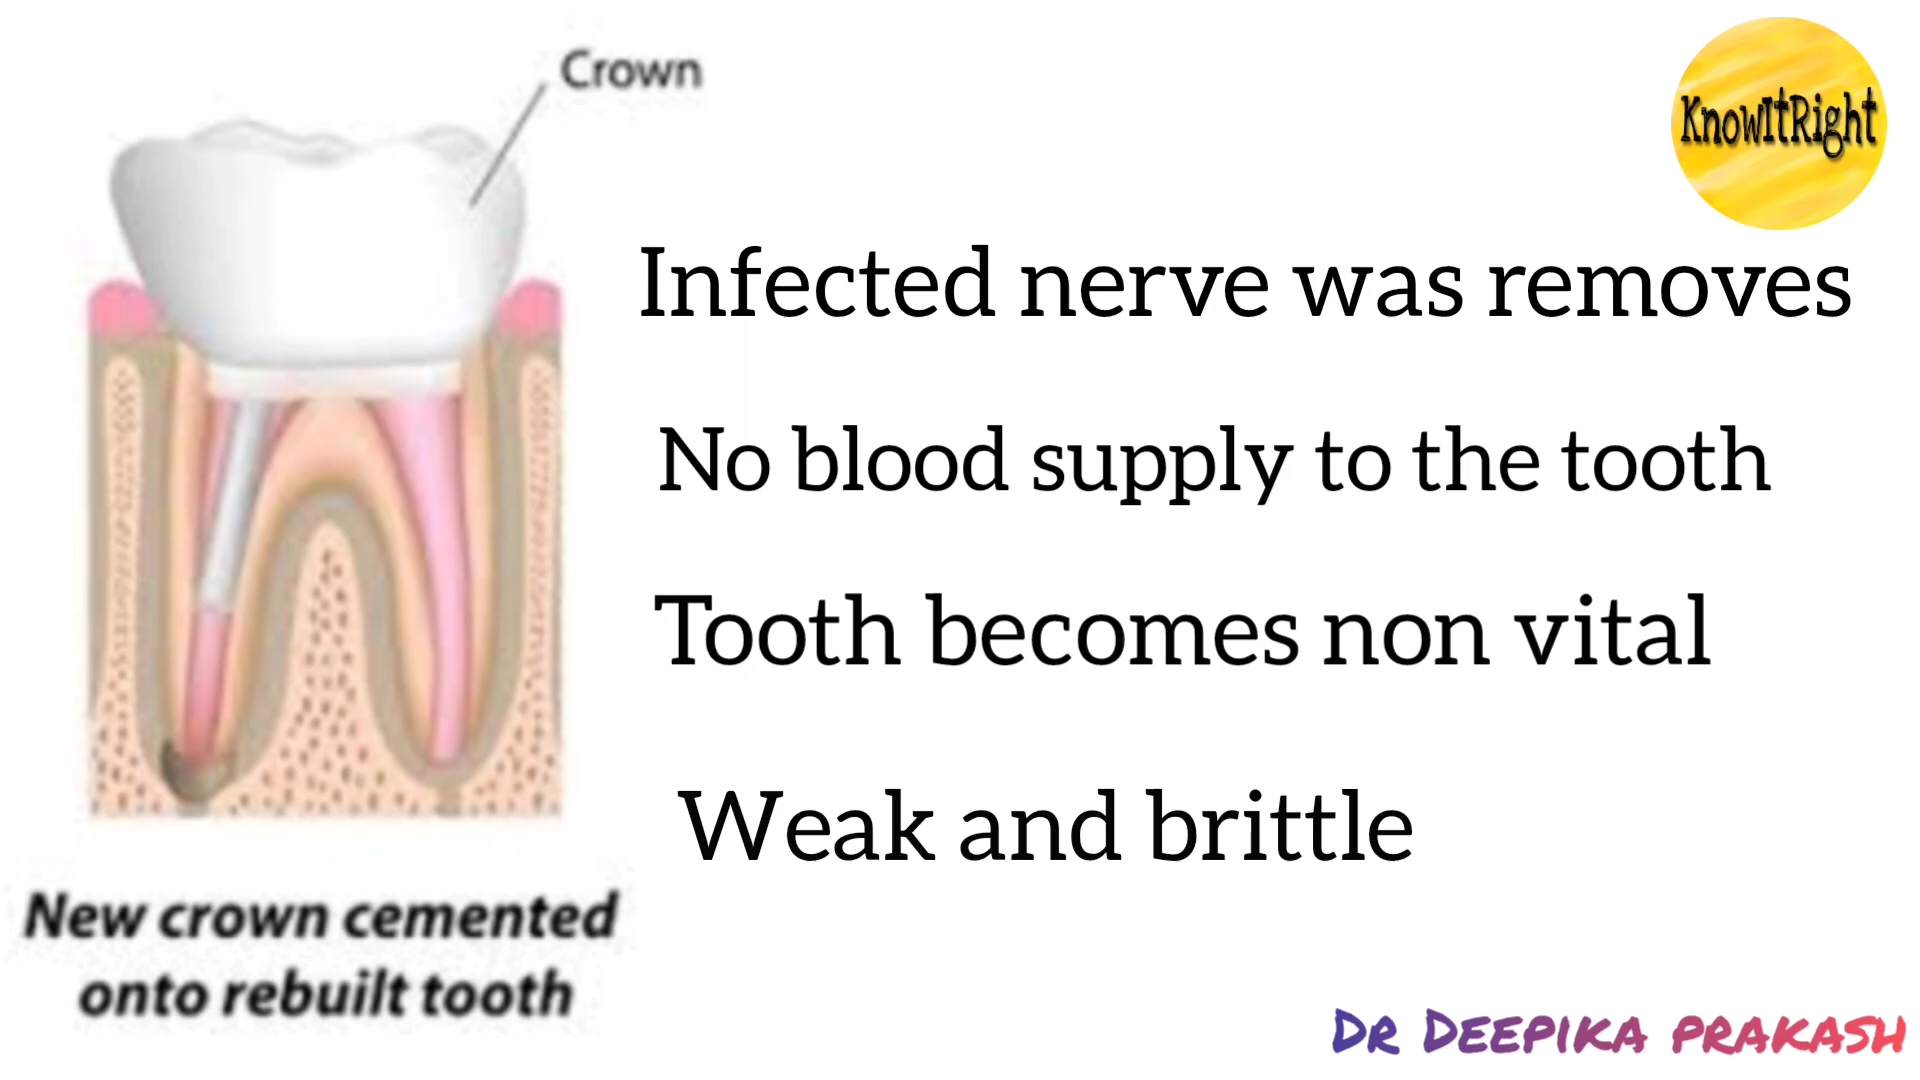 Crown
KnowItRight
Infected nerve was removes
No blood supply to the tooth
Tooth becomes non vital
Weak and brittle
New crown cemented
onto rebuilt tooth
DR DEEPIKA PRAKASH